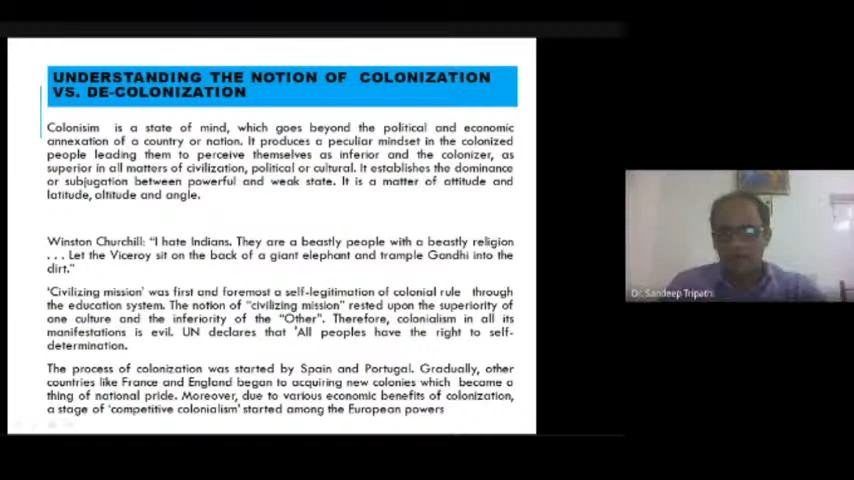 UNDERSTANDING THE NOTION OF COLONIZATION
VS. DE-COLONIZATION
Colonisim is a state of mind, which goes beyond the political and economic
annexation of a country or nation. It produces a peculiar mindset in the colonized
people leading them to perceive themselves as inferior and the colonizer, as
superior in all matters of civilization, political or cultural. It establishes the dominance
or subjugation between powerful and weak state. It is a matter of attitude and
latitude, altitude and angle.
Winston Churchill: "I hate Indians. They are a beastly people with a beastly religion
. . . Let the Viceroy sit on the back of a giant elephant and trample Gandhi into the
dirt."
'Civilizing mission' was first and foremost a self-legitimation of colonial rule through
the education system. The notion of "civilizing mission" rested upon the superiority of
one culture and the inferiority of the "Other". Therefore, colonialism in all its
manifestations is evil. UN declares that 'All peoples have the right to self-
determination.
The process of colonization was started by Spain and Portugal. Gradually, other
countries like France and England began to acquiring new colonies which became a
thing of national pride. Moreover, due to various economic benefits of colonization,
a stage of 'competitive colonialism' started among the European powers
Dr. Sandeep Tripathi